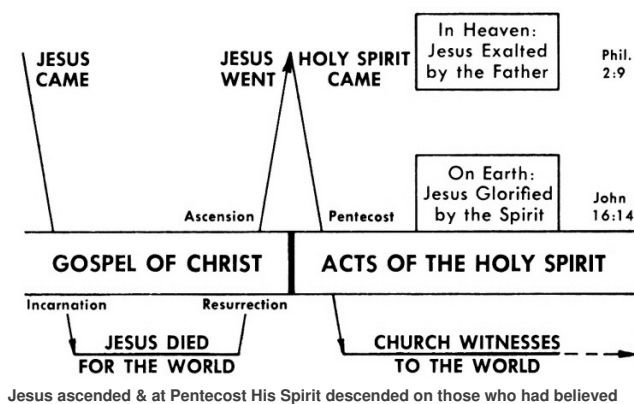 JESUS
CAME
JESUS
WENT
HOLY SPIRIT
CAME
In Heaven:
Jesus Exalted
by the Father
Phil.
2:9
On Earth:
Jesus Glorified
by the Spirit
John
16:14
Ascension
Pentecost
GOSPEL OF CHRIST
ACTS OF THE HOLY SPIRIT
Incarnation
Resurrection
JESUS DIED
FOR THE WORLD
CHURCH WITNESSES
TO THE WORLD
Jesus ascended & at Pentecost His Spirit descended on those who had believed